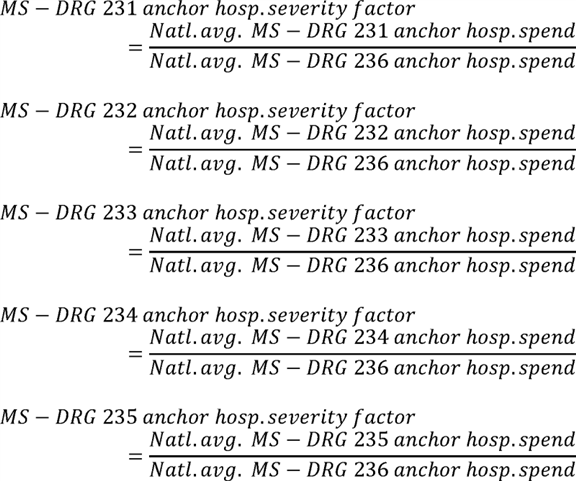 MS − DRG 231 anchor hosp. severity factor
= Natl. avg. MS − DRG 231 anchor hosp. spend
Natl. avg. MS − DRG 236 anchor hosp. spend
MS − DRG 232 anchor hosp. severity factor
= Natl. avg. MS − DRG 232 anchor hosp. spend
Natl. avg. MS − DRG 236 anchor hosp. spend
MS − DRG 233 anchor hosp. severity factor
= Natl. avg. MS − DRG 233 anchor hosp. spend
Natl. avg. MS − DRG 236 anchor hosp. spend
MS − DRG 234 anchor hosp. severity factor
= Natl. avg. MS − DRG 234 anchor hosp. spend
Natl. avg. MS − DRG 236 anchor hosp. spend
MS − DRG 235 anchor hosp. severity factor
= Natl. avg. MS − DRG 235 anchor hosp. spend
Natl. avg. MS − DRG 236 anchor hosp. spend